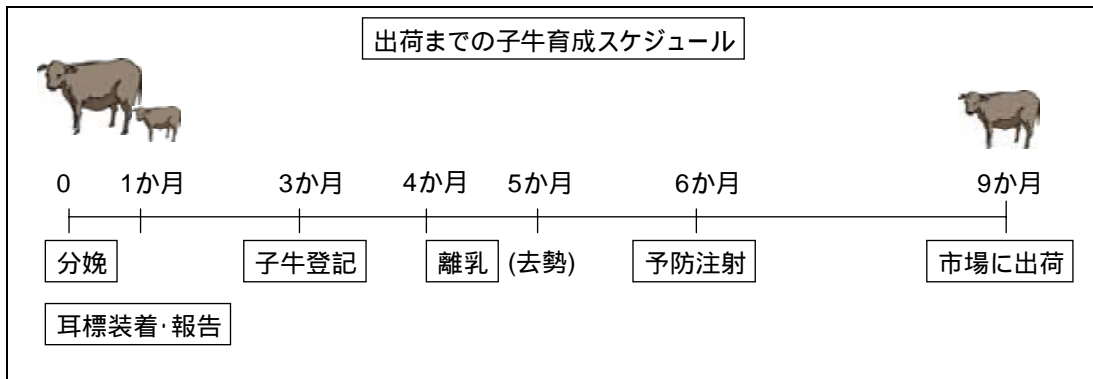 出荷までの子牛育成スケジュール
0 1か月 3か月 4か月 5か月 6か月 9か月
分娩 子牛登記 離乳 (去勢) 予防注射 市場に出荷
耳標装着・報告